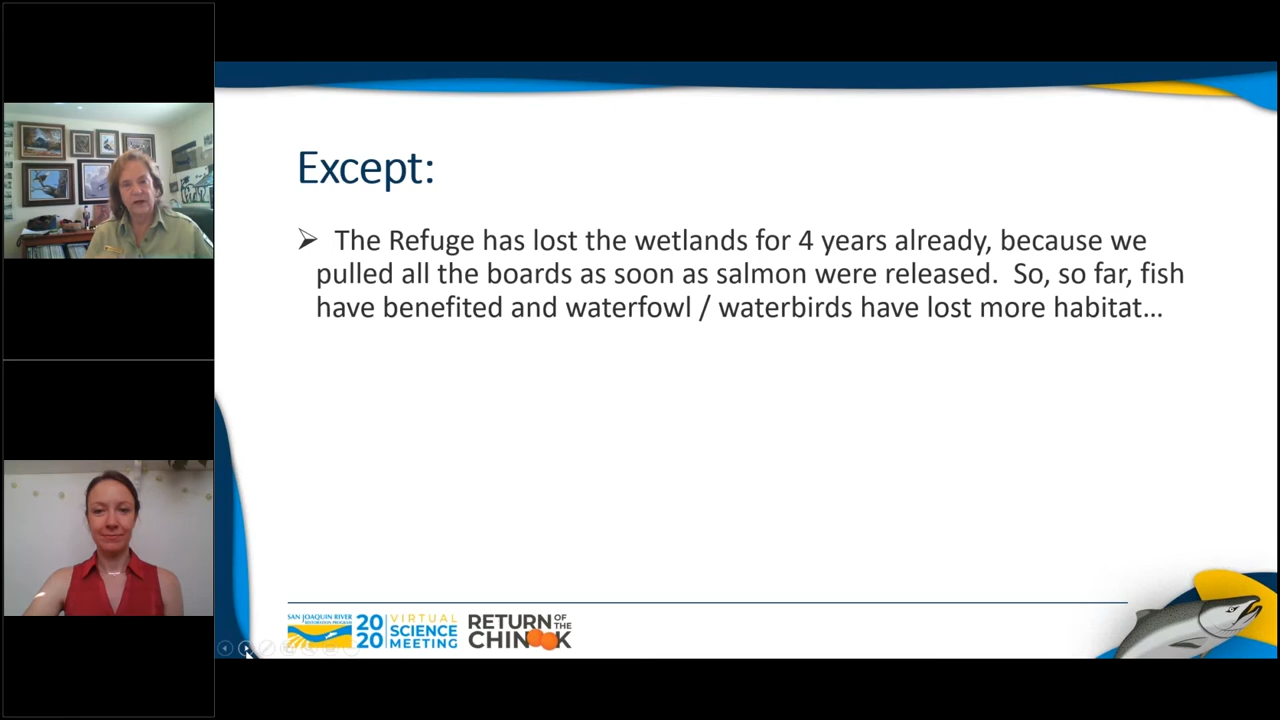 Except:
➢ The Refuge has lost the wetlands for 4 years already, because we
pulled all the boards as soon as salmon were released. So, so far, fish
have benefited and waterfowl / waterbirds have lost more habitat…
SAN JOAQUIN RIVER
RESTORATION PROGRAM
2020
VIRTUAL
SCIENCE
MEETING
RETURN OF THE
CHINOOK